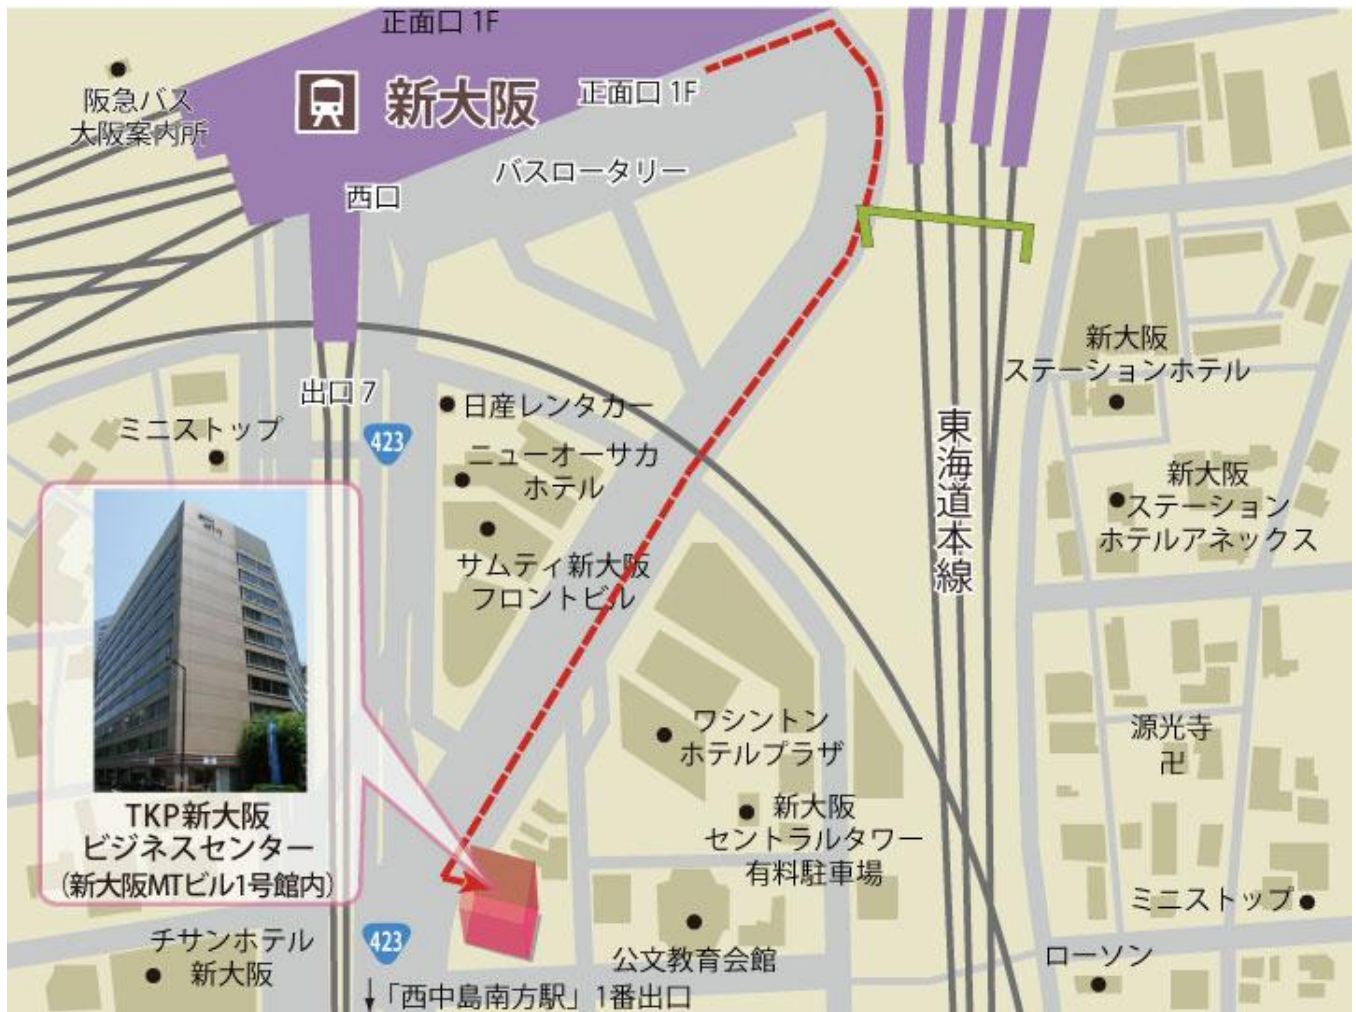 正面口 1F
新大阪
正面口 1F
阪急バス
大阪案内所
バスロータリー
西口
出口 7
423
日産レンタカー
ミニストップ
ニューオーサカ
ホテル
サムティ新大阪
フロントビル
東海道本線
新大阪
ステーションホテル
新大阪
ステーション
ホテルアネックス
TKP新大阪
ビジネスセンター
(新大阪MTビル1号館内)
ワシントン
ホテルプラザ
源光寺
卍
新大阪
セントラルタワー
有料駐車場
ミニストップ
チサンホテル
新大阪
423
公文教育会館
ローソン
↓「西中島南方駅」1番出口